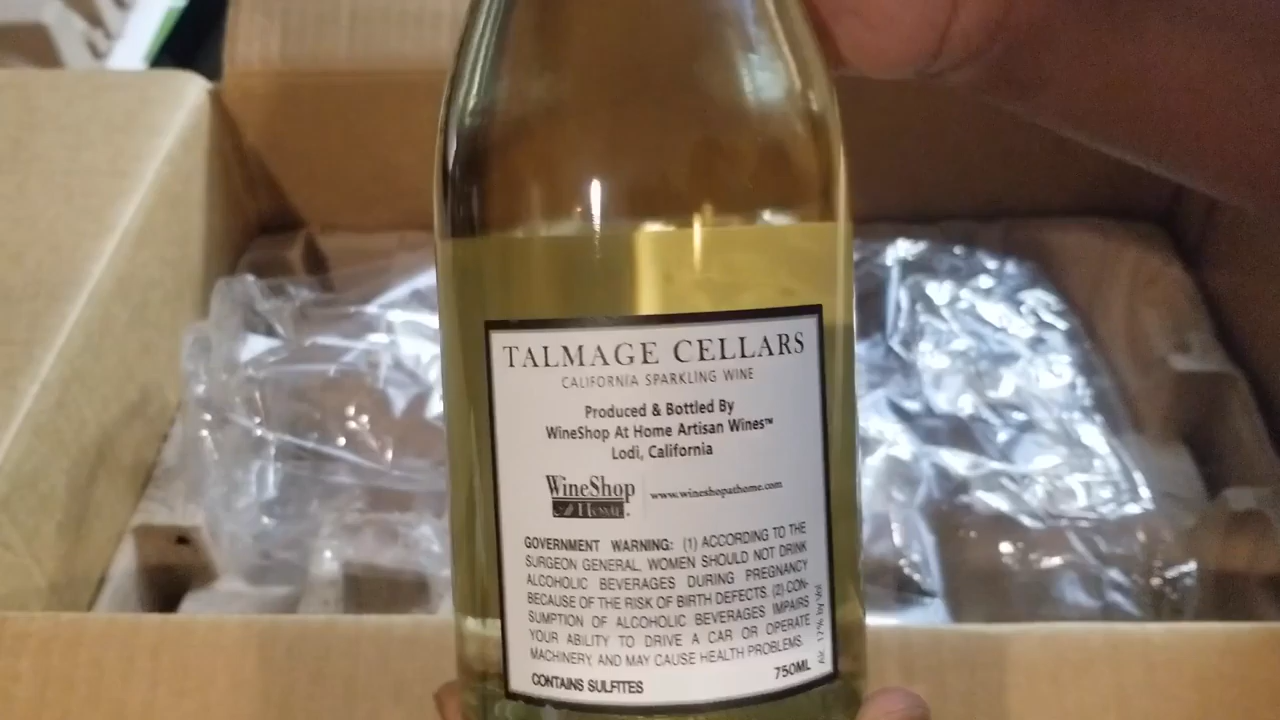 TALMAGE CELLARS
CALIFORNIA SPARKLING WINE
Produced & Bottled By
WineShop At Home Artisan Wines™
Lodi, California
WineShop
At Home®
www.wineshopathome.com
GOVERNMENT WARNING: (1) ACCORDING TO THE
SURGEON GENERAL, WOMEN SHOULD NOT DRINK
ALCOHOLIC BEVERAGES DURING PREGNANCY
BECAUSE OF THE RISK OF BIRTH DEFECTS. (2) CON-
SUMPTION OF ALCOHOLIC BEVERAGES IMPAIRS
YOUR ABILITY TO DRIVE A CAR OR OPERATE
MACHINERY, AND MAY CAUSE HEALTH PROBLEMS.
CONTAINS SULFITES
750ML
Alc. 12% by Vol